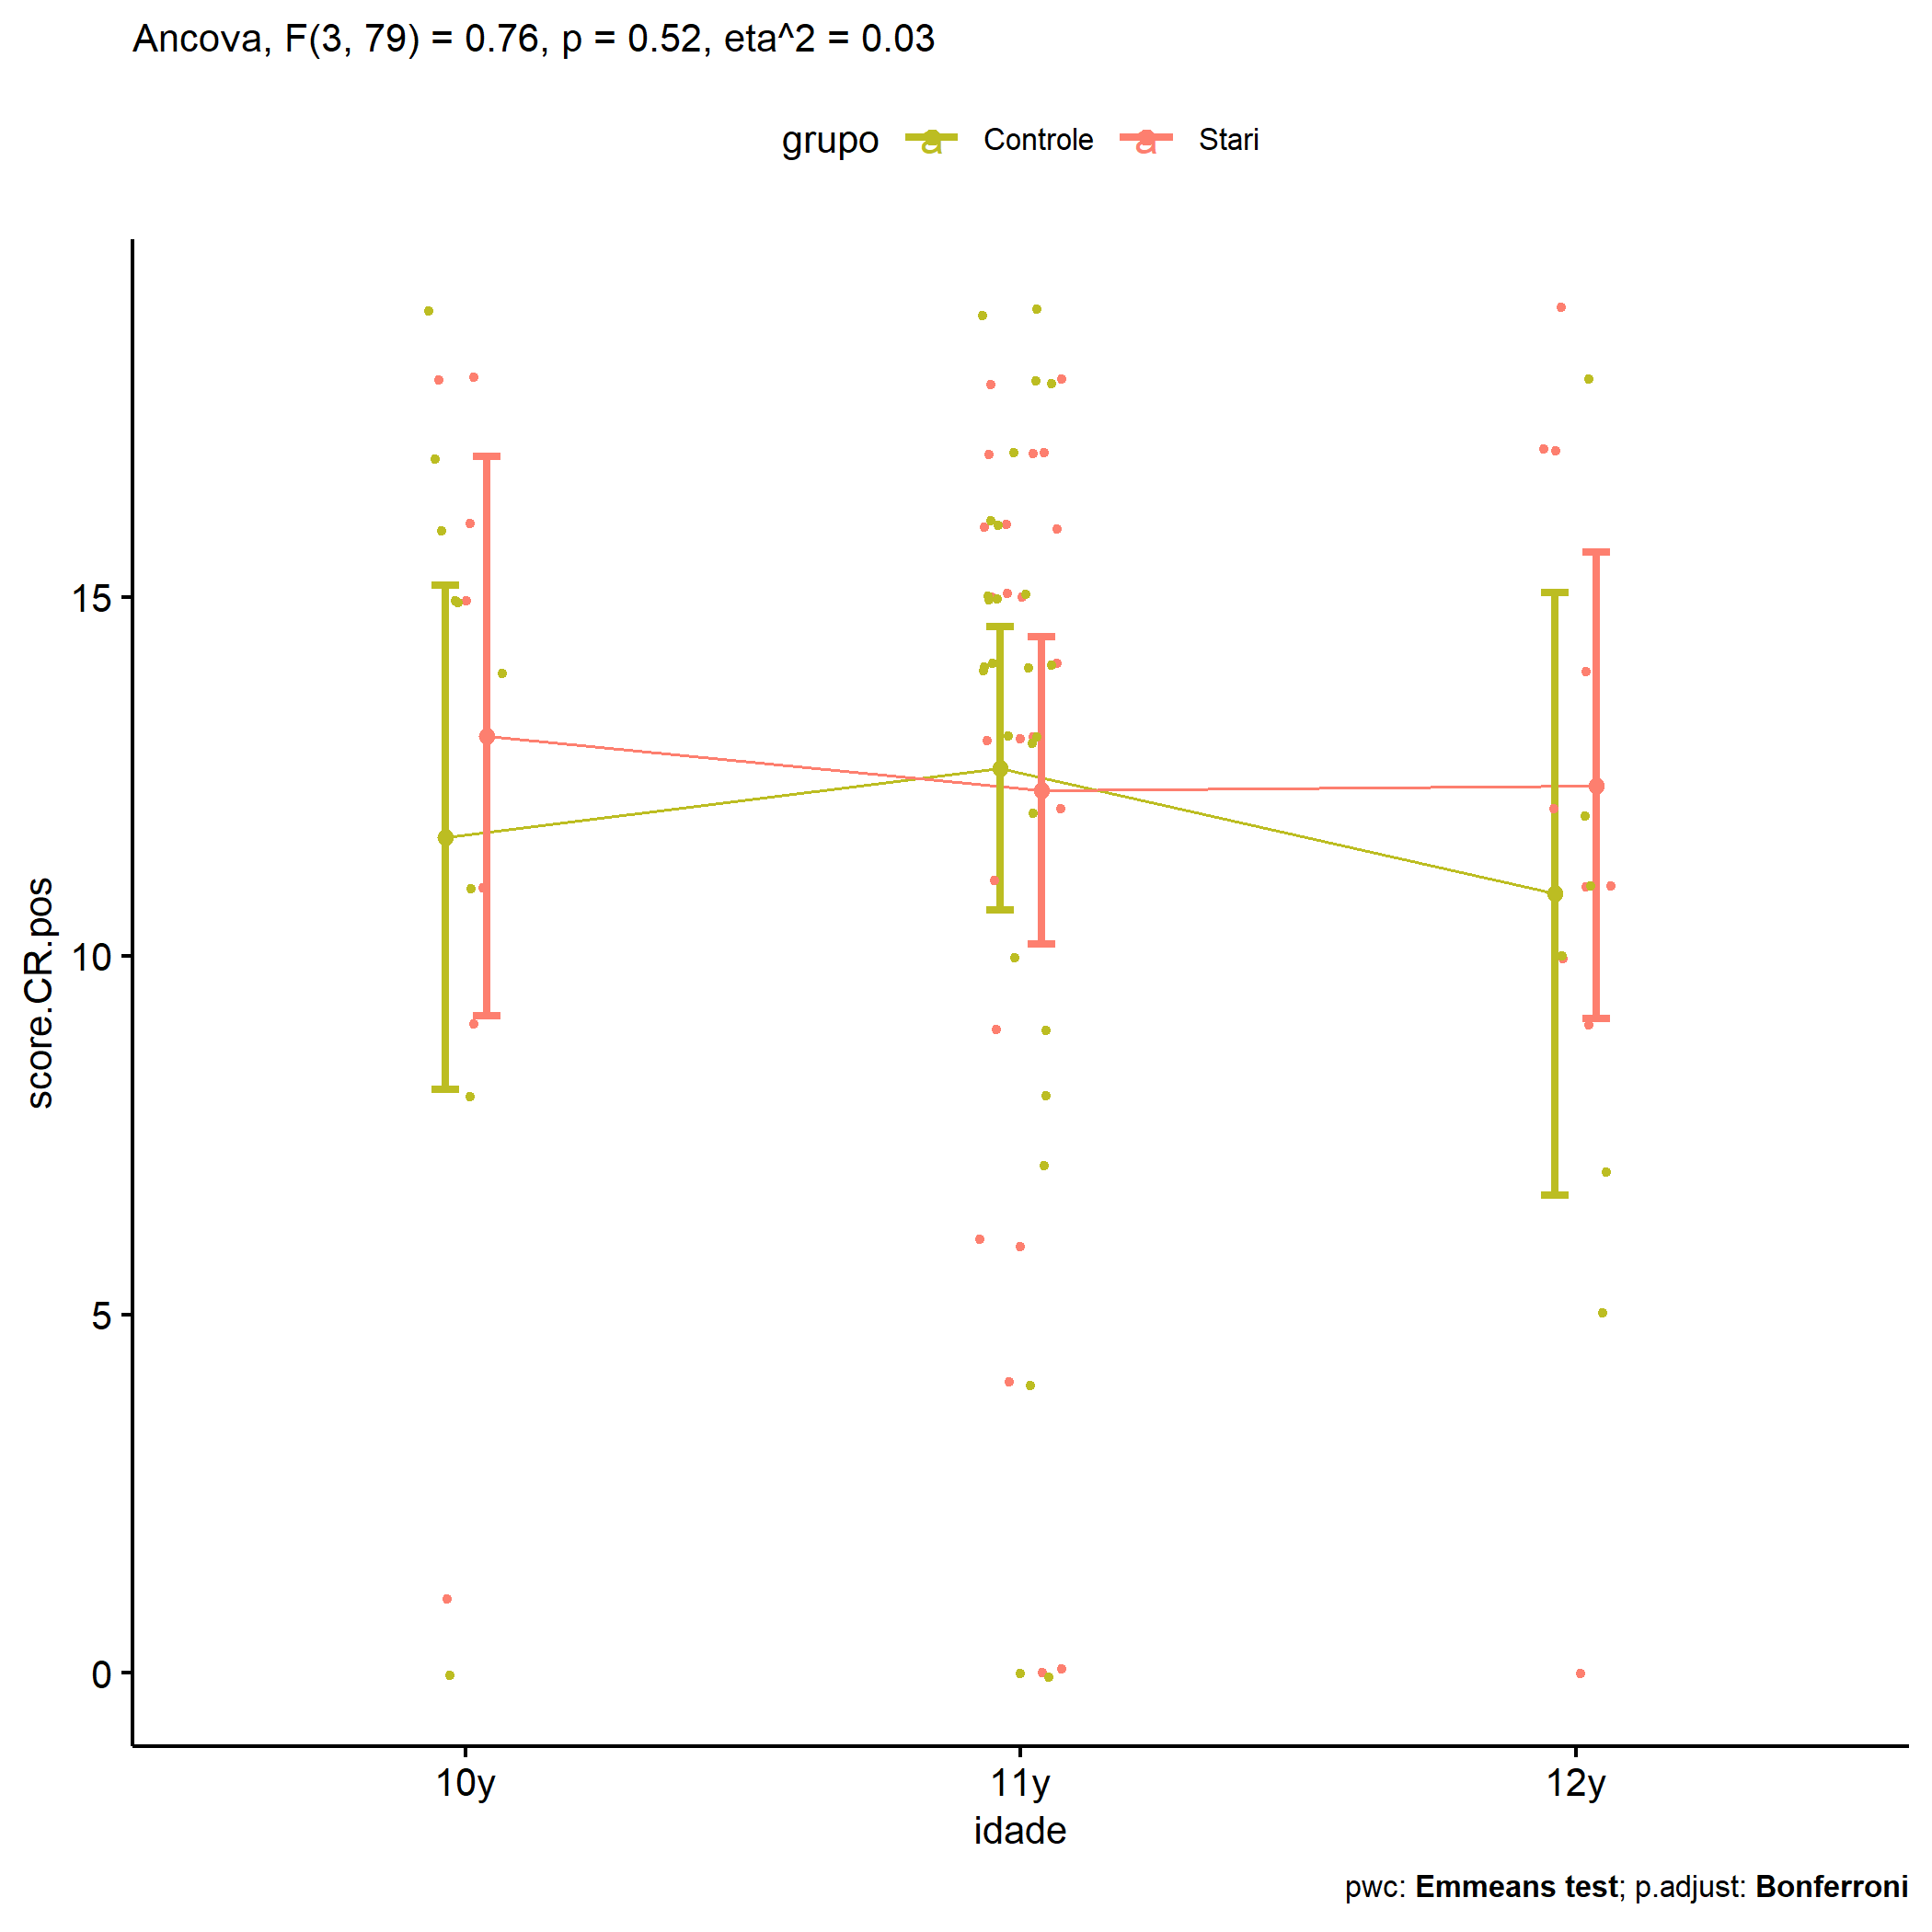 Ancova, F(3, 79) = 0.76, p = 0.52, eta^2 = 0.03
grupo a Controle a Stari
score.CR.pos
15
10
5
0
10y 11y 12y
idade
pwc: Emmeans test; p.adjust: Bonferroni